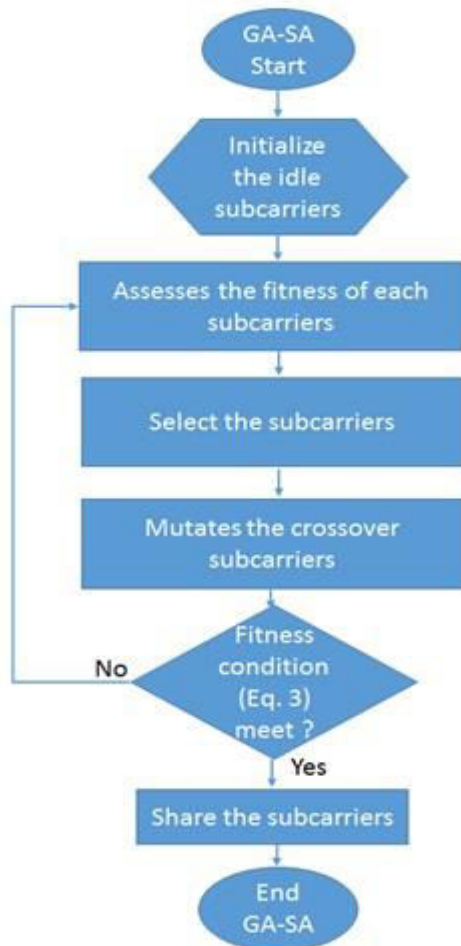 GA-SA
Start
Initialize
the idle
subcarriers
Assesses the fitness of each
subcarriers
Select the subcarriers
Mutates the crossover
subcarriers
Fitness
condition
(Eq. 3)
meet ?
No
Yes
Share the subcarriers
End
GA-SA